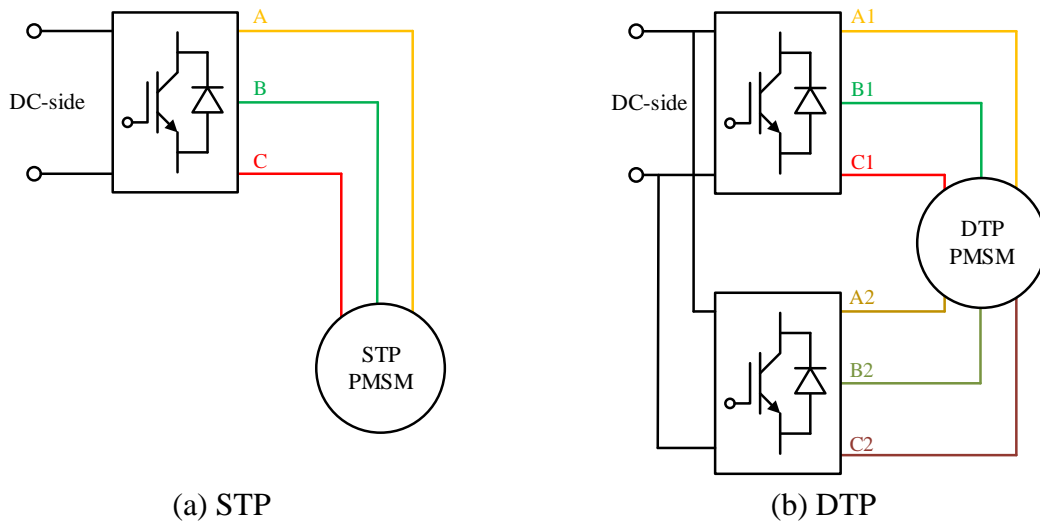 A
B
C
DC-side
STP
PMSM
(a) STP
A1
B1
C1
DC-side
DTP
PMSM
A2
B2
C2
(b) DTP